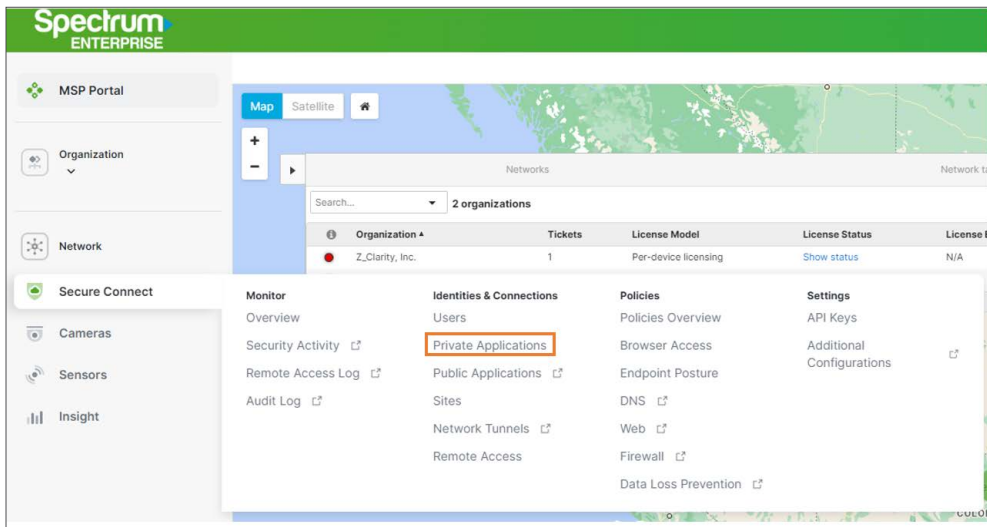 Spectrum
ENTERPRISE
MSP Portal
Organization
Network
Secure Connect
Cameras
Sensors
Insight
Map Satellite
+
−
Networks
Network
Search... 2 organizations
Organization Tickets License Model License Status License
Z_Clarity, Inc. 1 Per-device licensing Show status N/A
Monitor
Overview
Security Activity
Remote Access Log
Audit Log
Identities & Connections
Users
Private Applications
Public Applications
Sites
Network Tunnels
Remote Access
Policies
Policies Overview
Browser Access
Endpoint Posture
DNS
Web
Firewall
Data Loss Prevention
Settings
API Keys
Additional
Configurations